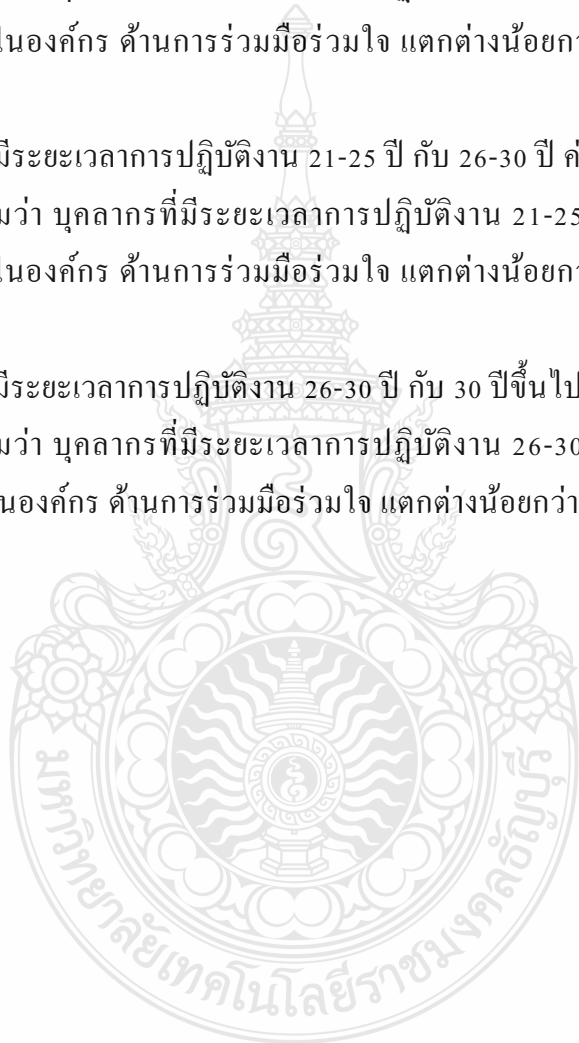 ในองค์กร ด้านการร่วมมือร่วมใจ แตกต่างน้อยกว
มีระยะเวลาการปฏิบัติงาน 21-25 ปี กับ 26-30 ปี ค่
มว่า บุคลากรที่มีระยะเวลาการปฏิบัติงาน 21-25
ในองค์กร ด้านการร่วมมือร่วมใจ แตกต่างน้อยกว
มีระยะเวลาการปฏิบัติงาน 26-30 ปี กับ 30 ปีขึ้นไป
มว่า บุคลากรที่มีระยะเวลาการปฏิบัติงาน 26-30
นองค์กร ด้านการร่วมมือร่วมใจ แตกต่างน้อยกว่า
มหาวิทยาลัยเทคโนโลยีราชมงคลธัญบุรี